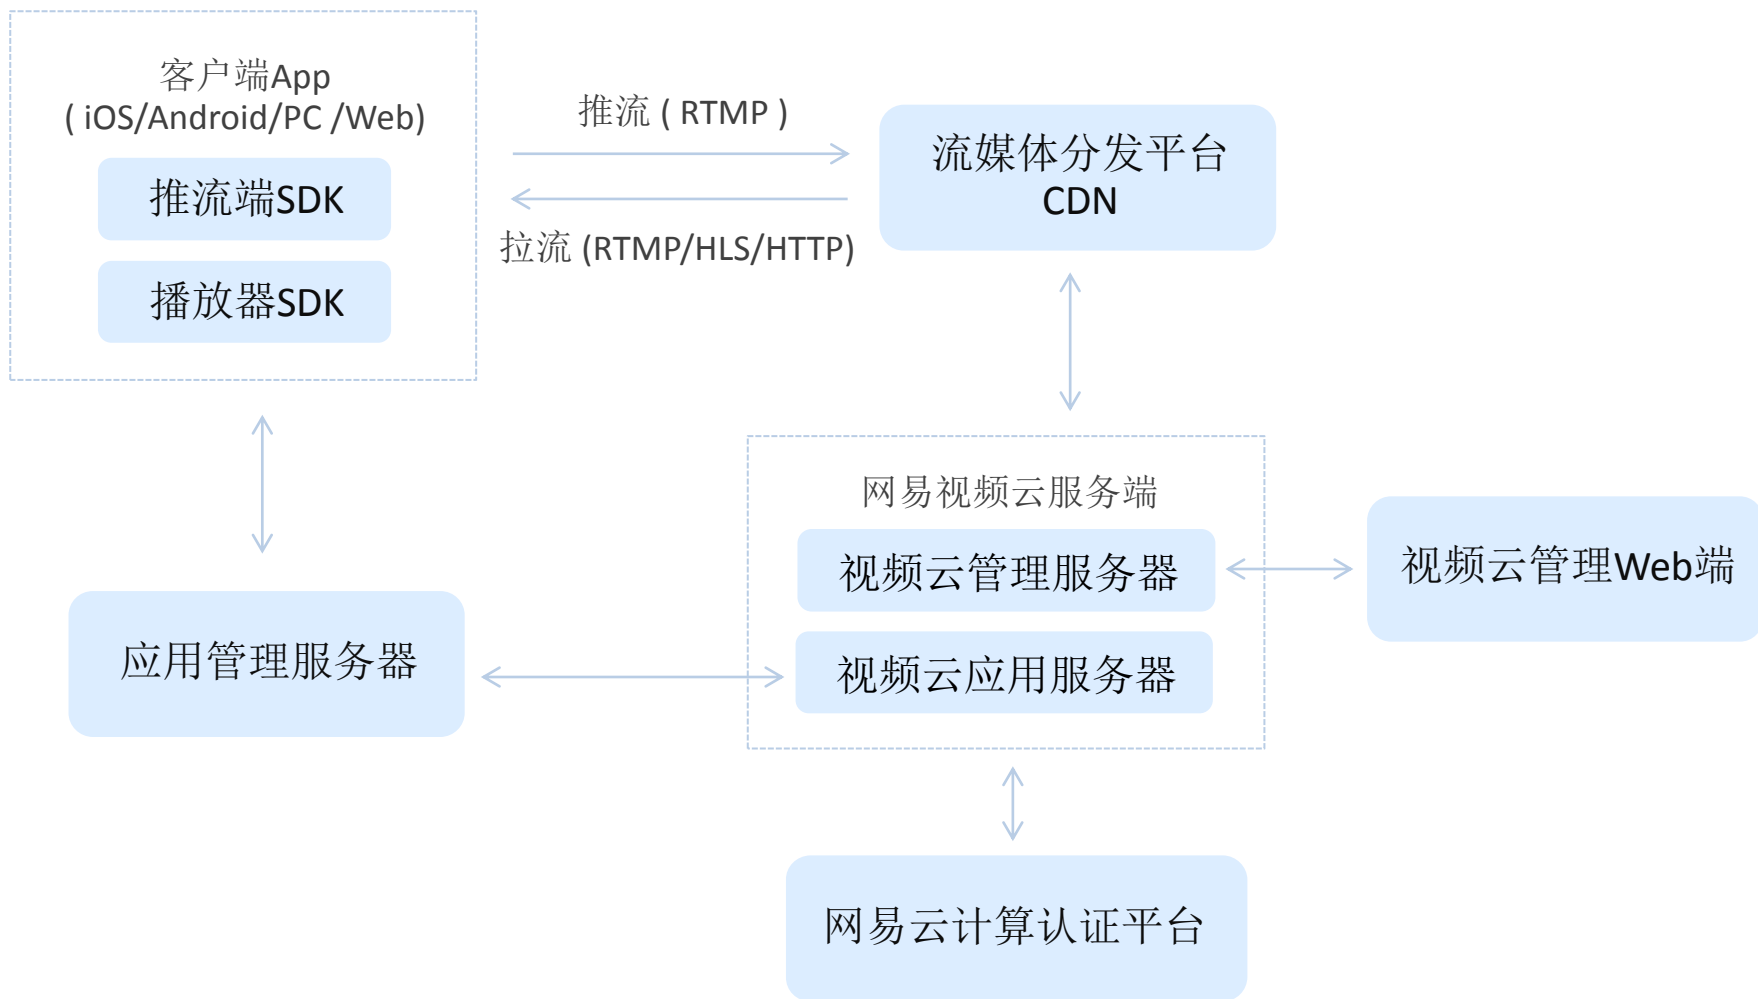 客户端App
( iOS/Android/PC /Web)
推流端SDK
播放器SDK
推流 ( RTMP )
拉流 (RTMP/HLS/HTTP)
流媒体分发平台
CDN
网易视频云服务端
视频云管理服务器
视频云应用服务器
视频云管理Web端
应用管理服务器
网易云计算认证平台